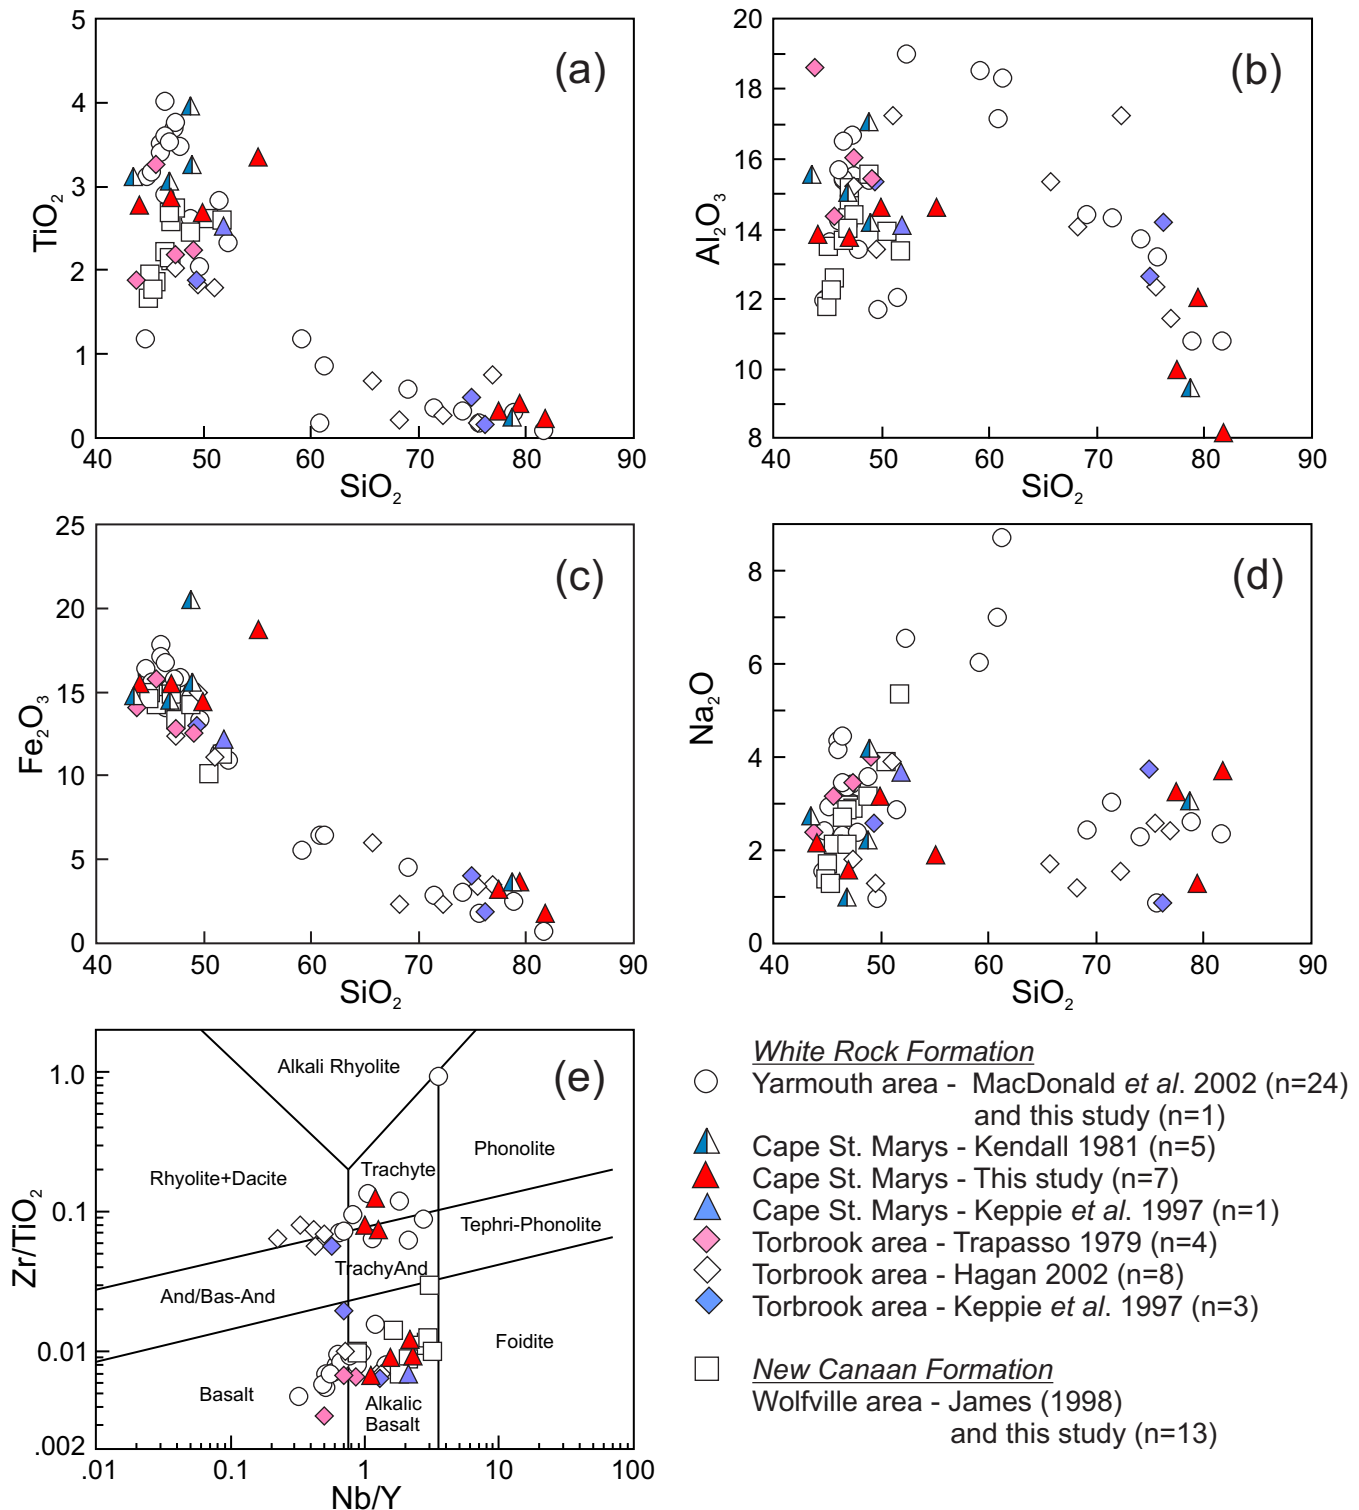 (a)
5
4
3
2
1
0
TiO2
40 50 60 70 80 90
SiO2
(b)
20
18
16
14
12
10
8
Al2O3
40 50 60 70 80 90
SiO2
(c)
25
20
15
10
5
0
Fe2O3
40 50 60 70 80 90
SiO2
(d)
8
6
4
2
0
Na2O
40 50 60 70 80 90
SiO2
(e)
1.0
0.1
0.01
.002
Zr/TiO2
Alkali Rhyolite
Phonolite
Trachyte
Rhyolite+Dacite
Tephri-Phonolite
TrachyAnd
And/Bas-And
Foidite
Basalt
Alkalic
Basalt
.01 0.1 1 10 100
Nb/Y
White Rock Formation
Yarmouth area - MacDonald et al. 2002 (n=24)
and this study (n=1)
Cape St. Marys - Kendall 1981 (n=5)
Cape St. Marys - This study (n=7)
Cape St. Marys - Keppie et al. 1997 (n=1)
Torbrook area - Trapasso 1979 (n=4)
Torbrook area - Hagan 2002 (n=8)
Torbrook area - Keppie et al. 1997 (n=3)
New Canaan Formation
Wolfville area - James (1998)
and this study (n=13)